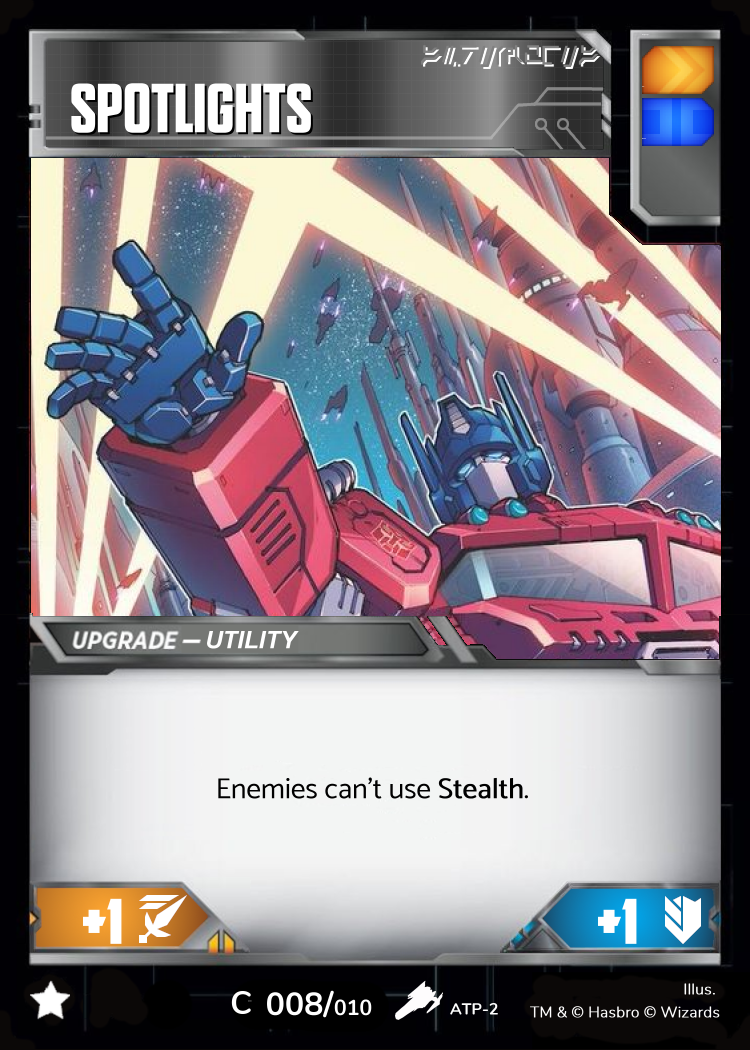 SPOTLIGHTS
UPGRADE — UTILITY
Enemies can't use Stealth.
+1
+1
C 008/010
ATP-2
Illus.
TM & © Hasbro © Wizards